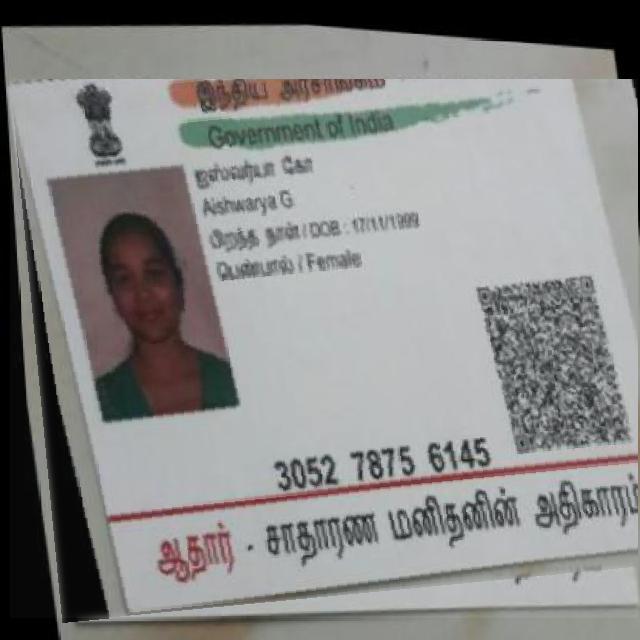 இந்திய அரசாங்கம்
Government of India
ஐஸ்வர்யா கோ
Aishwarya G
பிறந்த நாள் / DOB : 17/11/1999
பெண்பால் / Female
3052 7875 6145
ஆதார் - சாதாரண மனிதனின் அதிகாரம்